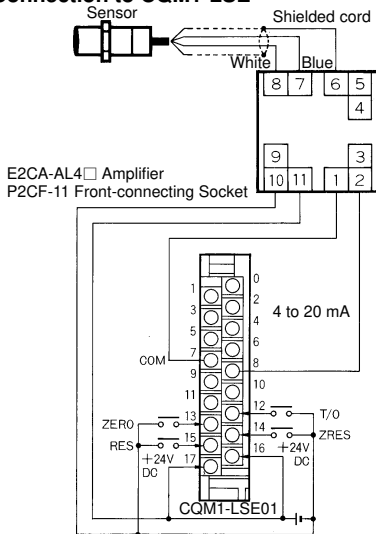 Connection to CQM1-LSE
Sensor
Shielded cord
White
Blue
8 7 6 5
4
9 3
10 11 1 2
E2CA-AL4□ Amplifier
P2CF-11 Front-connecting Socket
0
1
2
3
4
5
6
7
8
9
10
11
12
13
14
15
16
17
4 to 20 mA
COM
ZERO
RES
+24V
DC
T/O
ZRES
+24V
DC
CQM1-LSE01